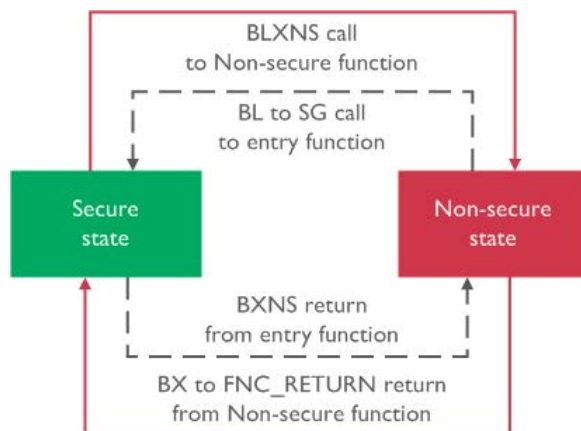 BLXNS call
to Non-secure function
BL to SG call
to entry function
Secure
state
Non-secure
state
BXNS return
from entry function
BX to FNC_RETURN return
from Non-secure function